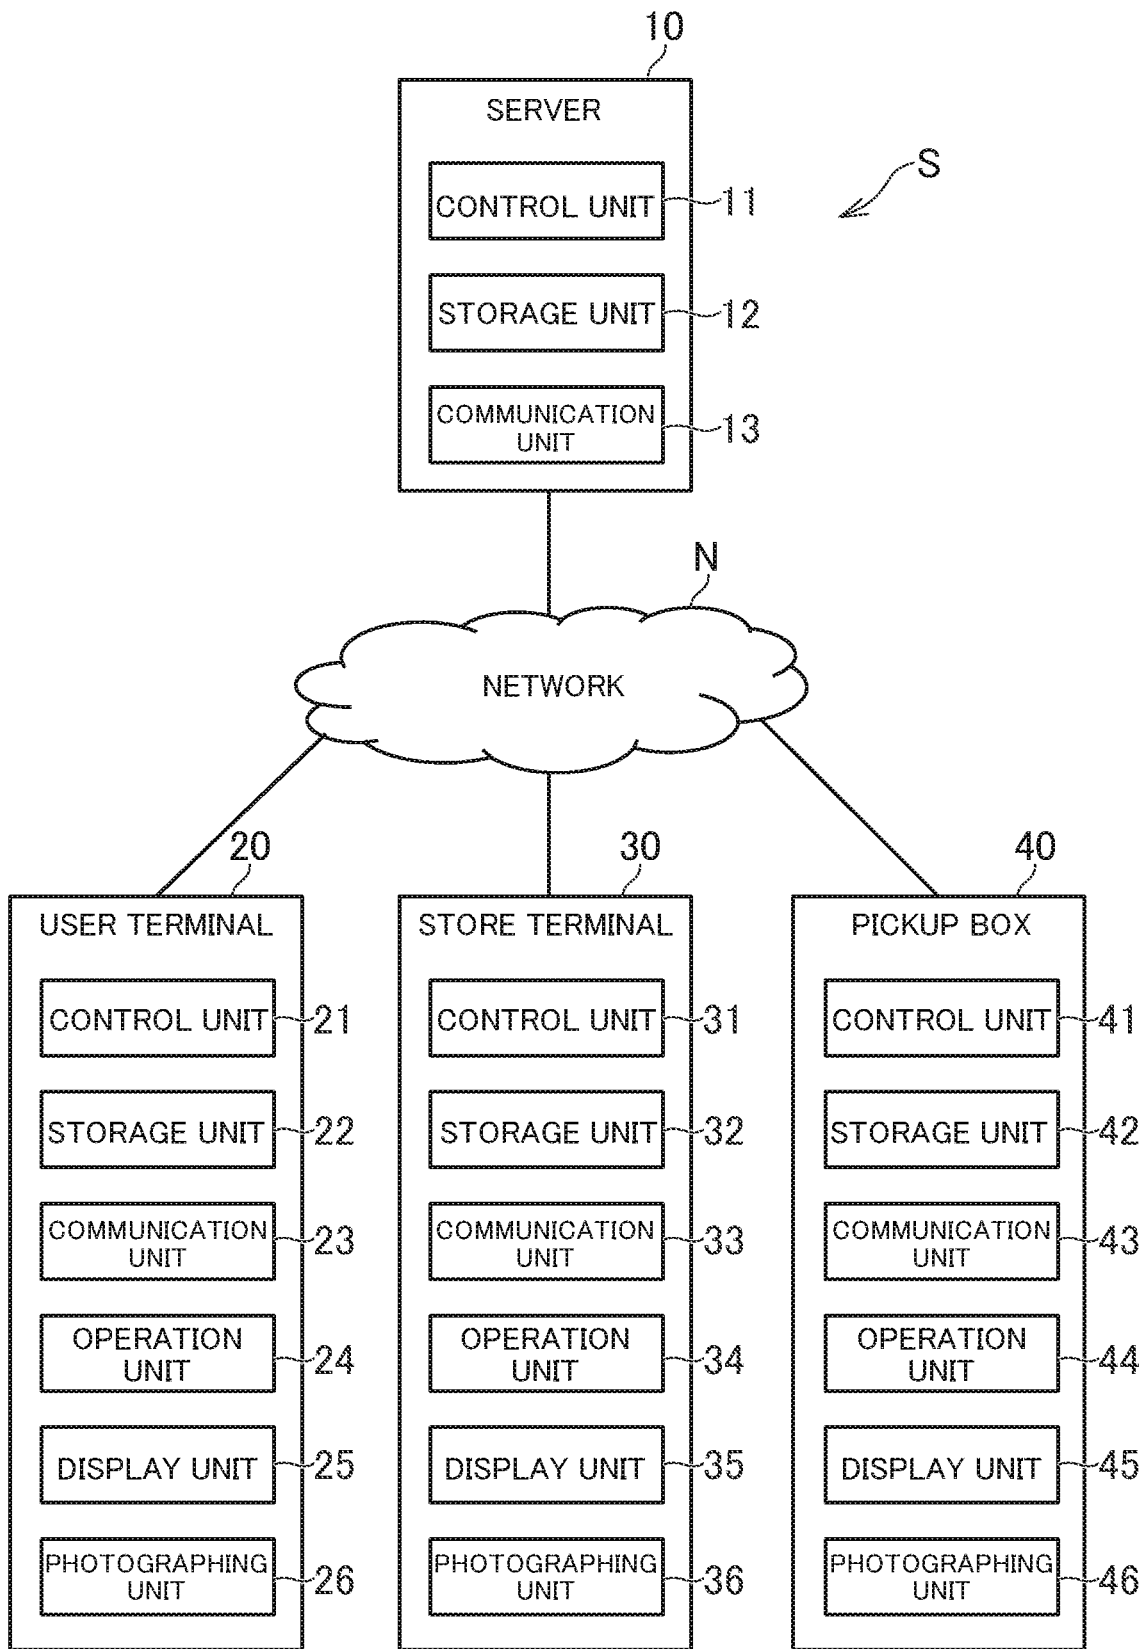 10
SERVER
S
CONTROL UNIT
11
STORAGE UNIT
12
COMMUNICATION
UNIT
13
N
NETWORK
20
USER TERMINAL
CONTROL UNIT
21
STORAGE UNIT
22
COMMUNICATION
UNIT
23
OPERATION
UNIT
24
DISPLAY UNIT
25
PHOTOGRAPHING
UNIT
26
30
STORE TERMINAL
CONTROL UNIT
31
STORAGE UNIT
32
COMMUNICATION
UNIT
33
OPERATION
UNIT
34
DISPLAY UNIT
35
PHOTOGRAPHING
UNIT
36
40
PICKUP BOX
CONTROL UNIT
41
STORAGE UNIT
42
COMMUNICATION
UNIT
43
OPERATION
UNIT
44
DISPLAY UNIT
45
PHOTOGRAPHING
UNIT
46